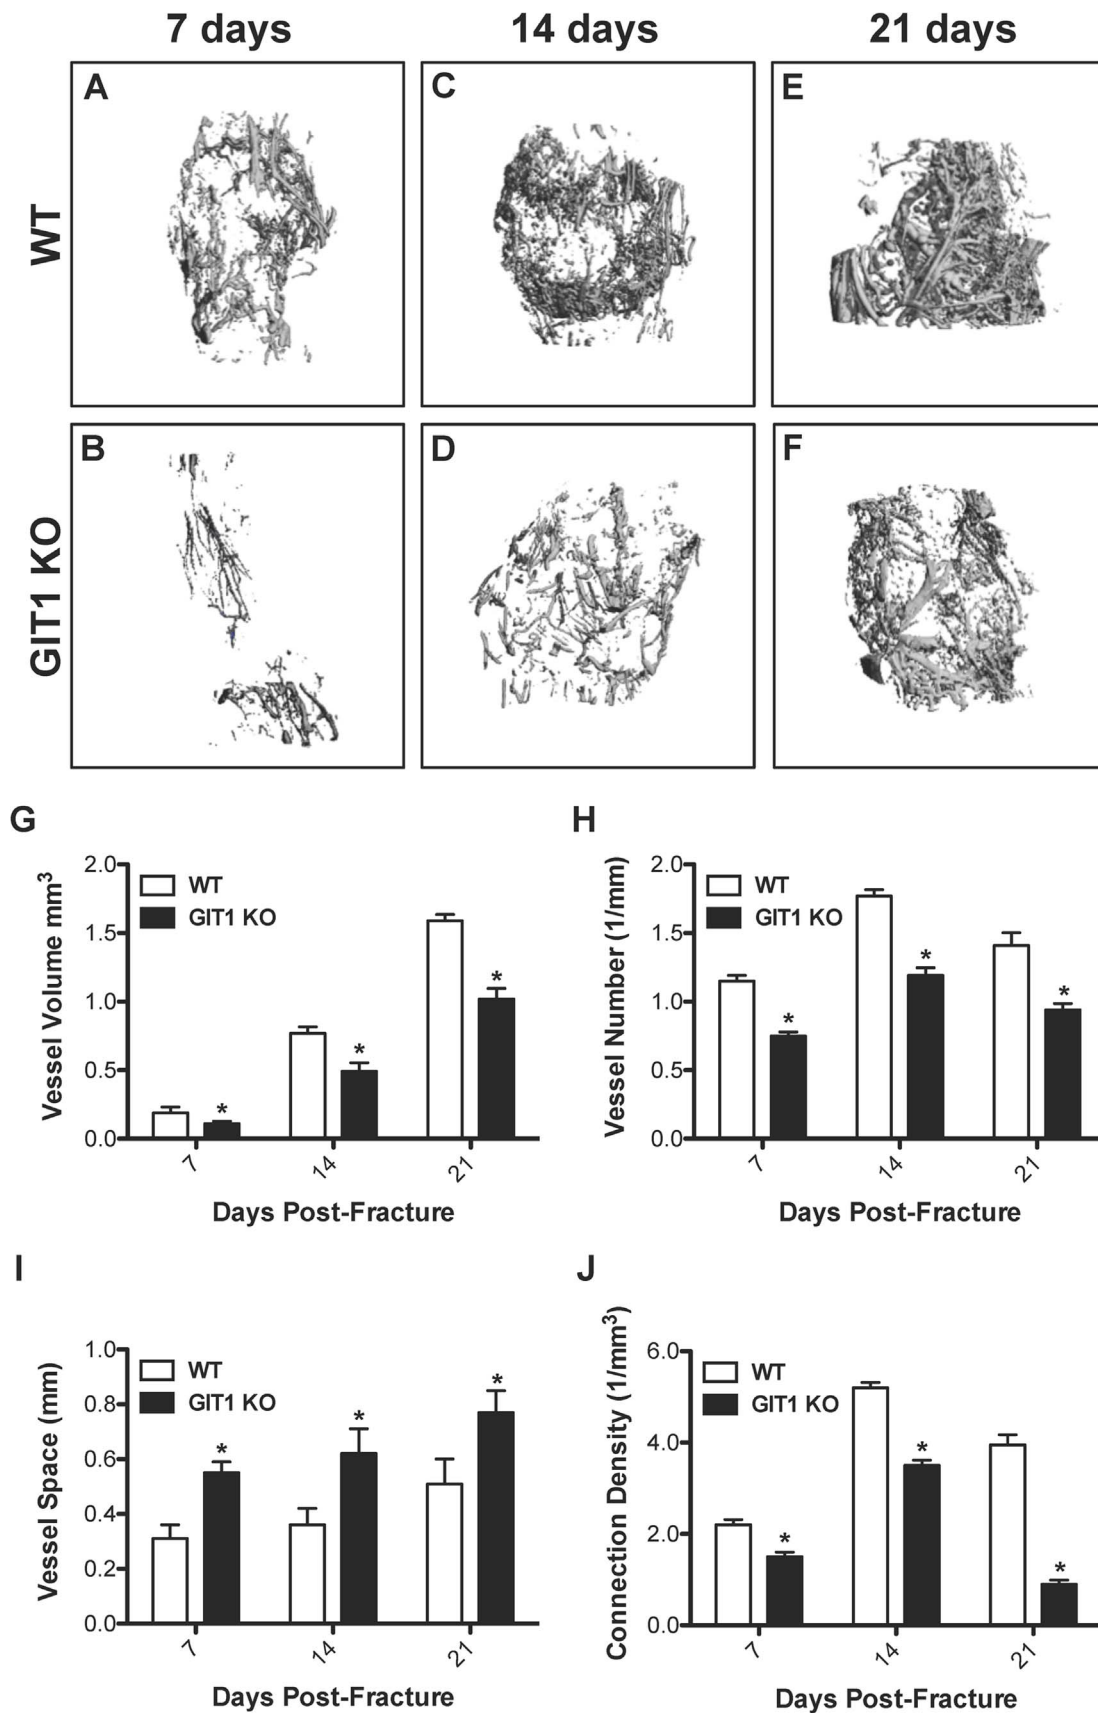 7 days 14 days 21 days
WT
A
C
E
GIT1 KO
B
D
F
G
Vessel Volume mm³
2.0
1.5
1.0
0.5
0.0
WT
GIT1 KO
*
*
*
7 14 21
Days Post-Fracture
H
Vessel Number (1/mm)
2.0
1.5
1.0
0.5
0.0
WT
GIT1 KO
*
*
*
7 14 21
Days Post-Fracture
I
Vessel Space (mm)
1.0
0.8
0.6
0.4
0.2
0.0
WT
GIT1 KO
*
*
*
7 14 21
Days Post-Fracture
J
Connection Density (1/mm³)
6.0
4.0
2.0
0.0
WT
GIT1 KO
*
*
*
7 14 21
Days Post-Fracture